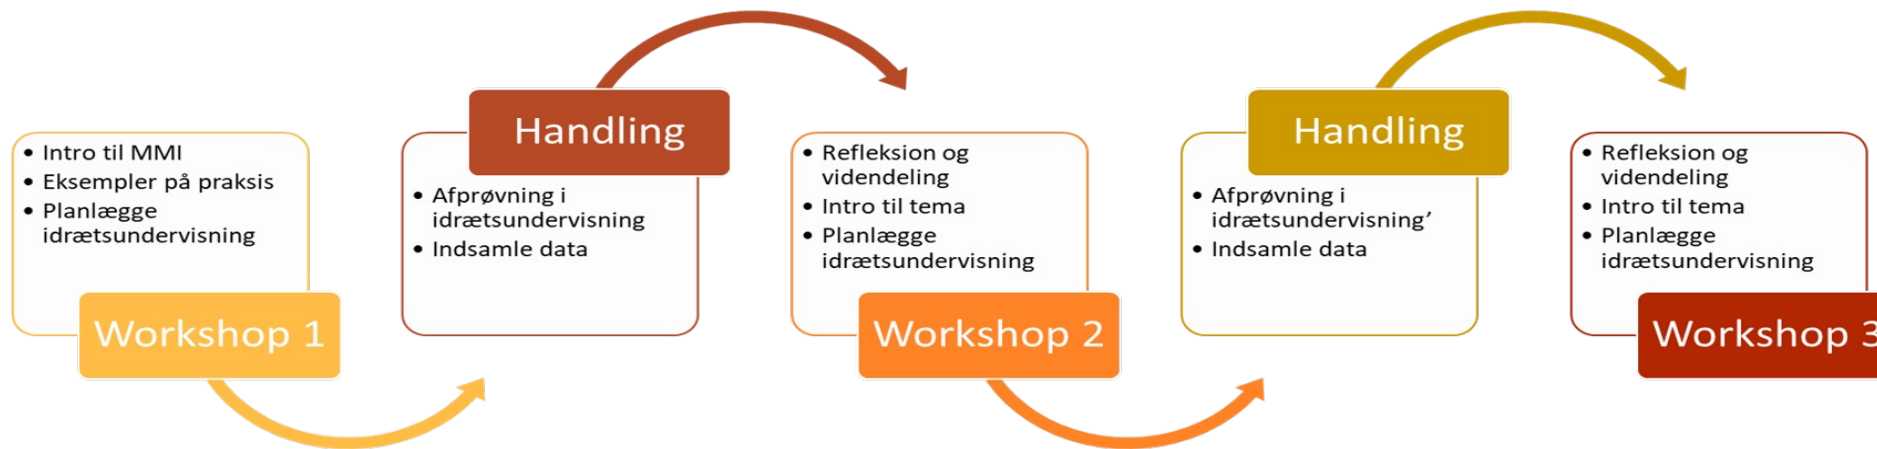 • Intro til MMI
• Eksempler på praksis
• Planlægge
idrætsundervisning
Workshop 1
Handling
• Afprøvning i
idrætsundervisning
• Indsamle data
• Refleksion og
videndeling
• Intro til tema
• Planlægge
idrætsundervisning
Workshop 2
Handling
• Afprøvning i
idrætsundervisning’
• Indsamle data
• Refleksion og
videndeling
• Intro til tema
• Planlægge
idrætsundervisning
Workshop 3